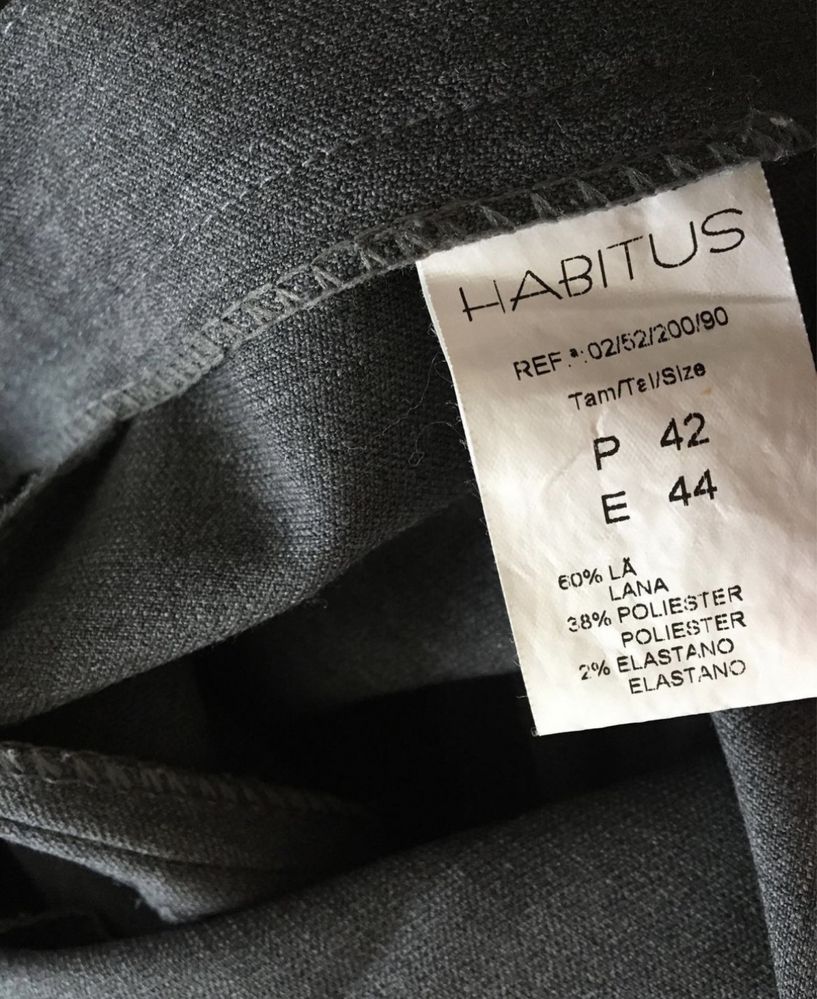 HABITUS
REF.ª:02/52/200/90
Tam/Tal/Size
P 42
E 44
60% LÃ
LANA
38% POLIESTER
POLIESTER
2% ELASTANO
ELASTANO